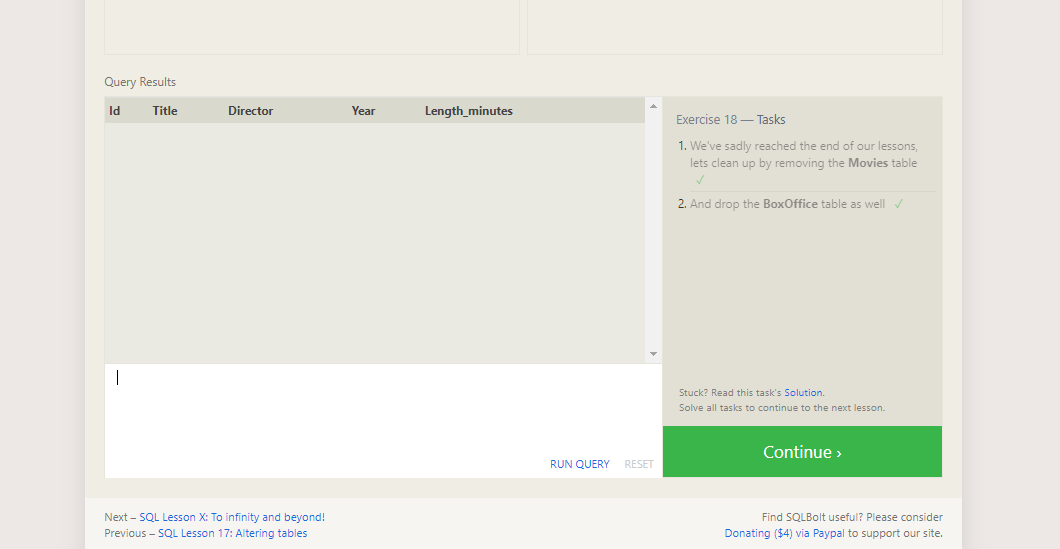 Query Results
Id Title Director Year Length_minutes
Exercise 18 — Tasks
1. We've sadly reached the end of our lessons,
lets clean up by removing the Movies table
✓
2. And drop the BoxOffice table as well ✓
Stuck? Read this task's Solution.
Solve all tasks to continue to the next lesson.
RUN QUERY RESET
Continue ›
Next – SQL Lesson X: To infinity and beyond!
Previous – SQL Lesson 17: Altering tables
Find SQLBolt useful? Please consider
Donating ($4) via Paypal to support our site.